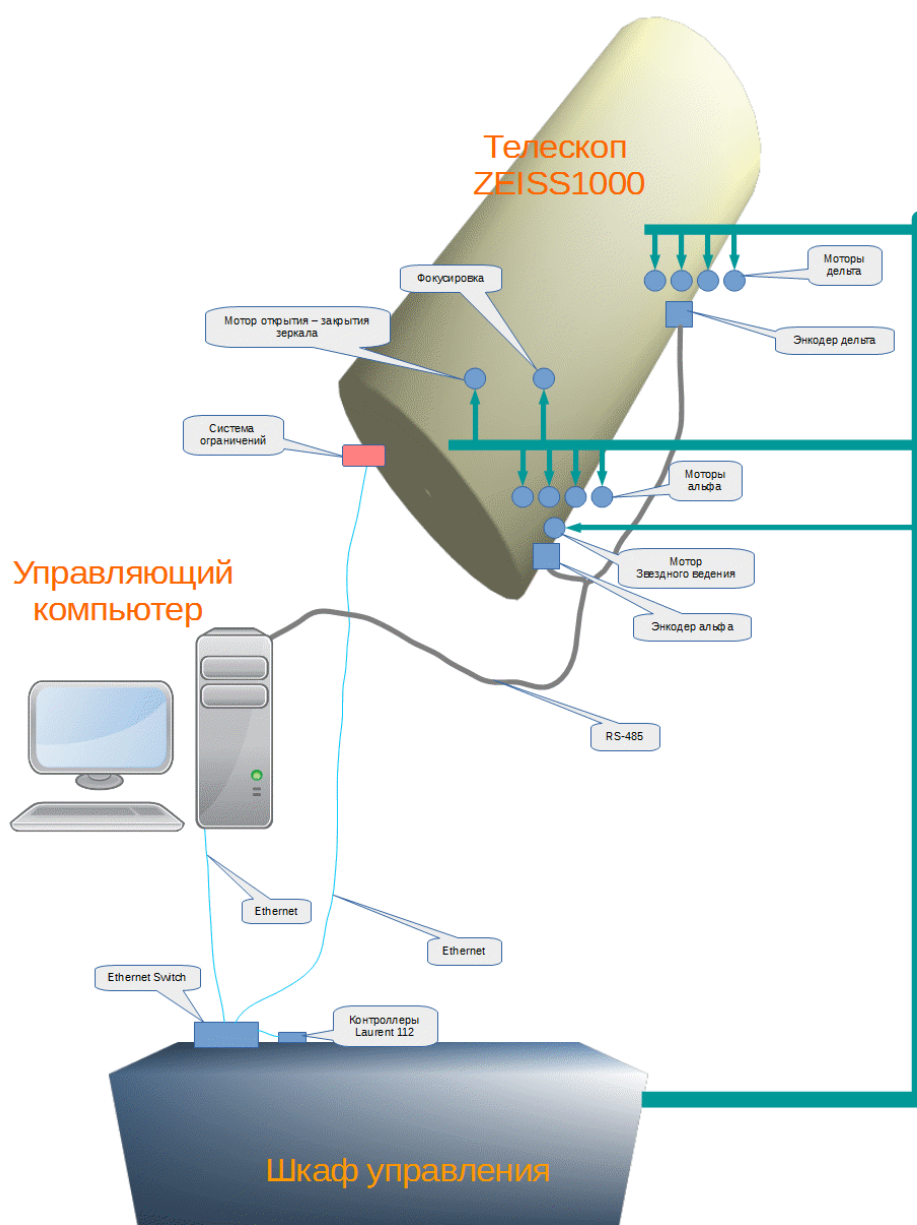 Телескоп
ZEISS1000
Моторы
дельта
Фокусировка
Мотор открытия – закрытия
зеркала
Энкодер дельта
Система
ограничений
Моторы
альфа
Мотор
Звездного ведения
Управляющий
компьютер
Энкодер альфа
RS-485
Ethernet
Ethernet
Ethernet Switch
Контроллеры
Laurent 112
Шкаф управления